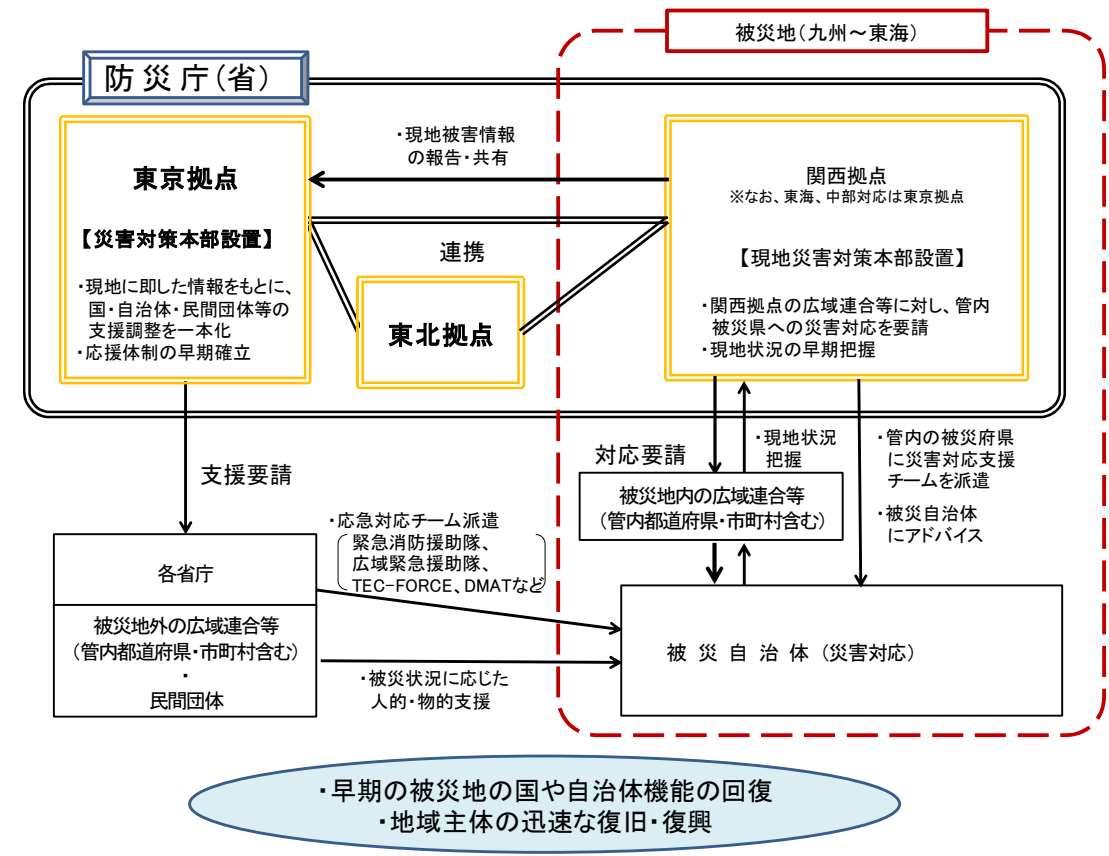 被災地(九州～東海)
防災庁(省)
東京拠点
【災害対策本部設置】
・現地に即した情報をもとに、
国・自治体・民間団体等の
支援調整を一本化
・応援体制の早期確立
・現地被害情報
の報告・共有
連携
東北拠点
関西拠点
※なお、東海、中部対応は東京拠点
【現地災害対策本部設置】
・関西拠点の広域連合等に対し、管内
被災県への災害対応を要請
・現地状況の早期把握
支援要請
対応要請
・現地状況
把握
・管内の被災府県
に災害対応支援
チームを派遣
・被災自治体
にアドバイス
被災地内の広域連合等
(管内都道府県・市町村含む)
・応急対応チーム派遣
緊急消防援助隊、
広域緊急援助隊、
TEC-FORCE、DMATなど
各省庁
被災地外の広域連合等
(管内都道府県・市町村含む)
・
民間団体
・被災状況に応じた
人的・物的支援
被災自治体(災害対応)
・早期の被災地の国や自治体機能の回復
・地域主体の迅速な復旧・復興